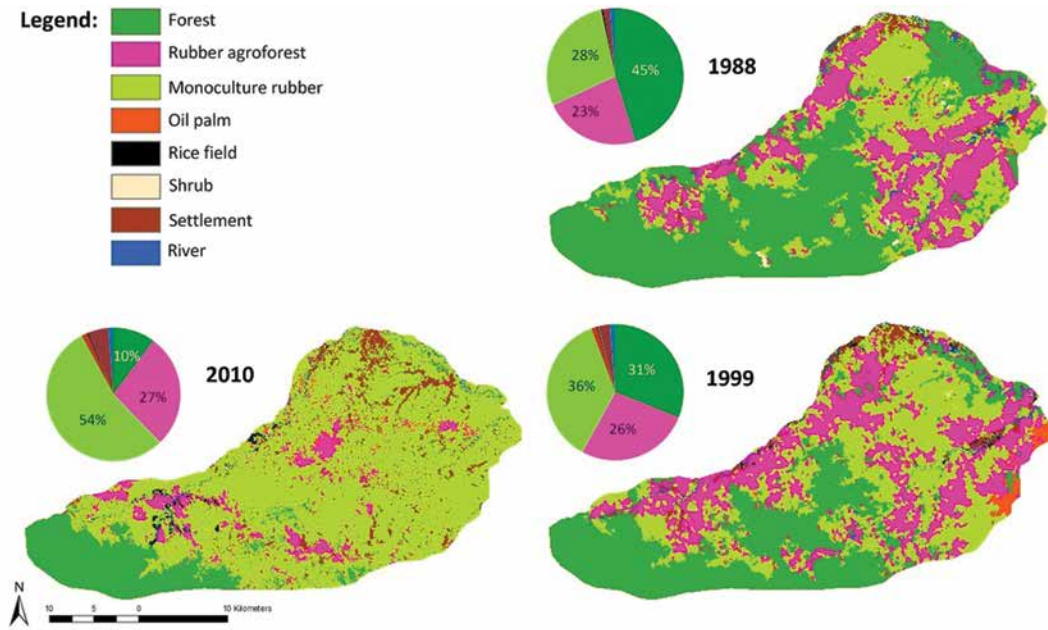 Legend:
Forest
Rubber agroforest
Monoculture rubber
Oil palm
Rice field
Shrub
Settlement
River
28%
45%
23%
1988
10%
27%
54%
2010
36%
31%
26%
1999
N
10 5 0 10 Kilometers